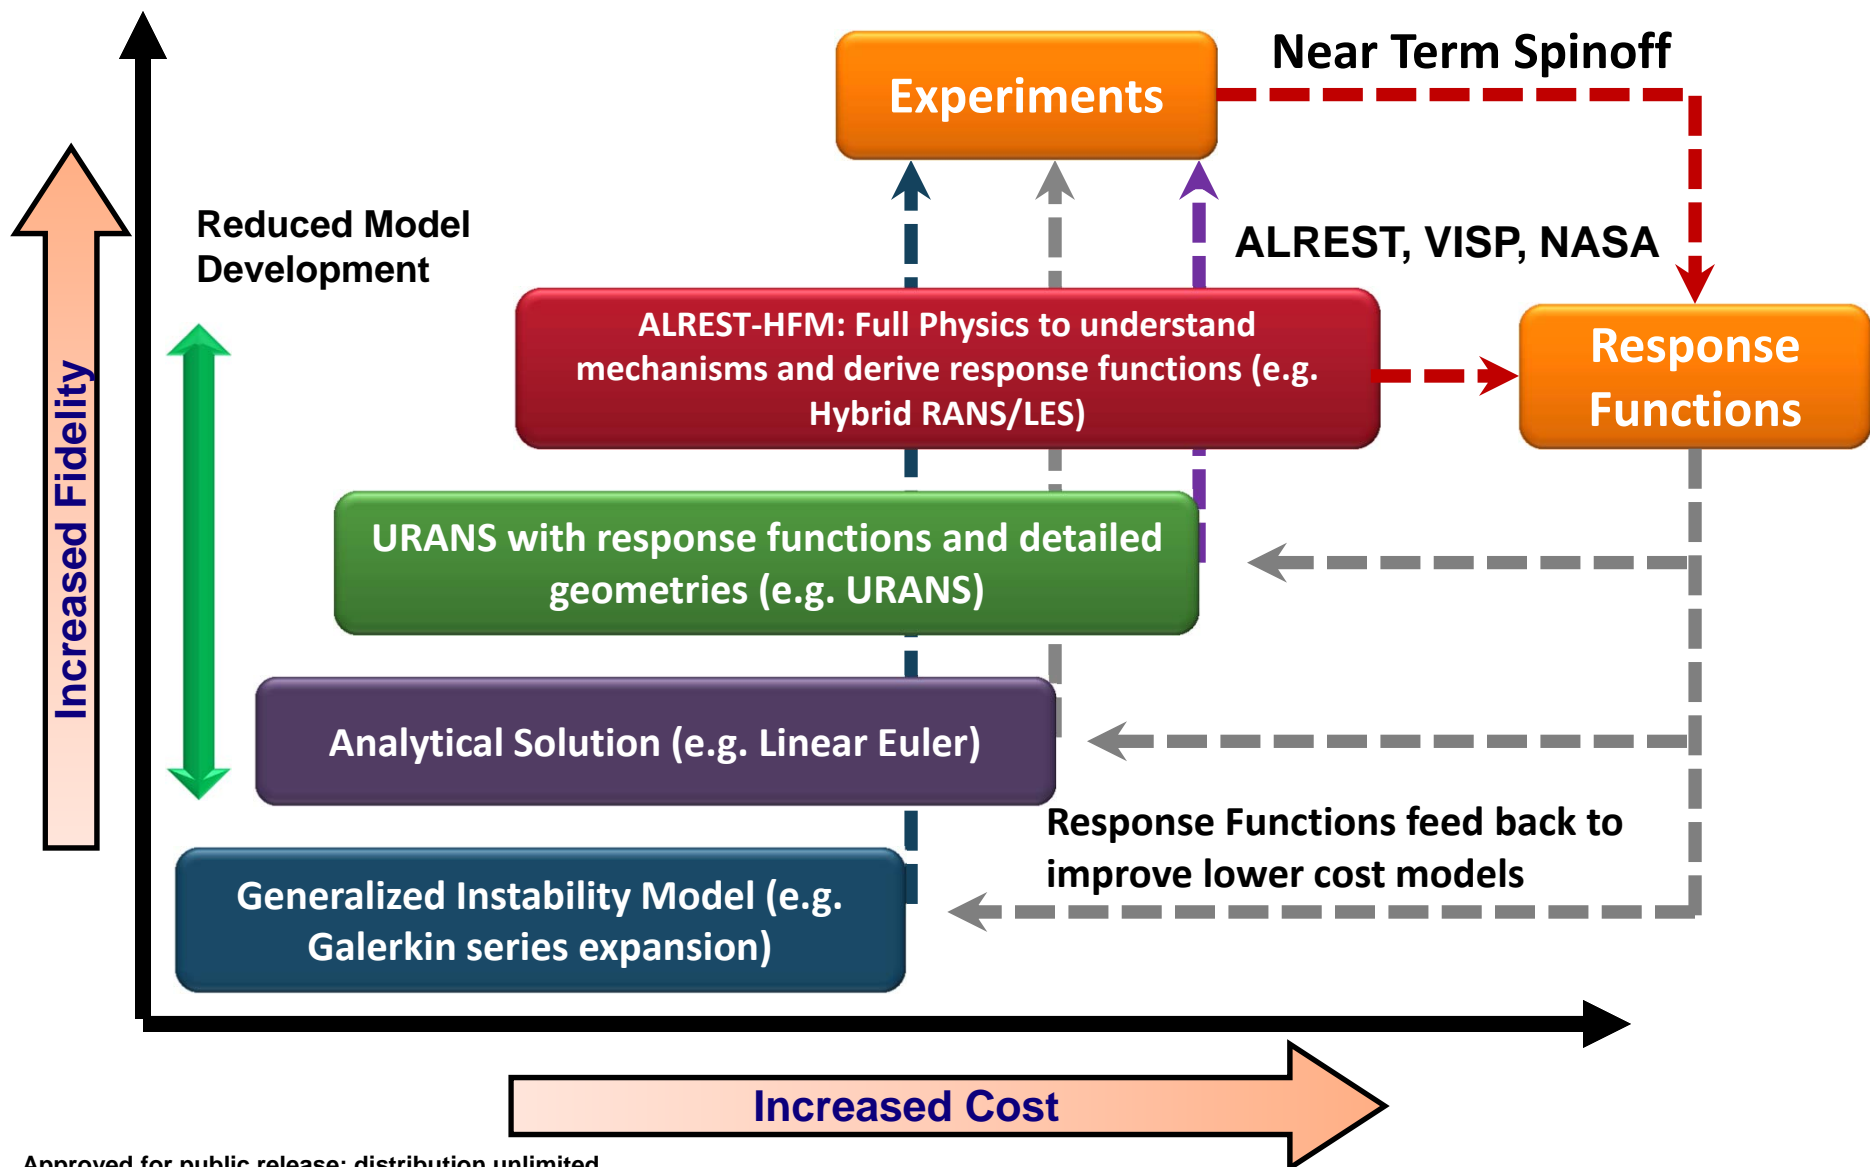 Experiments
Near Term Spinoff
Reduced Model
Development
ALREST, VISP, NASA
Increased Fidelity
ALREST-HFM: Full Physics to understand
mechanisms and derive response functions (e.g.
Hybrid RANS/LES)
Response
Functions
URANS with response functions and detailed
geometries (e.g. URANS)
Analytical Solution (e.g. Linear Euler)
Response Functions feed back to
improve lower cost models
Generalized Instability Model (e.g.
Galerkin series expansion)
Increased Cost
Approved for public release; distribution unlimited